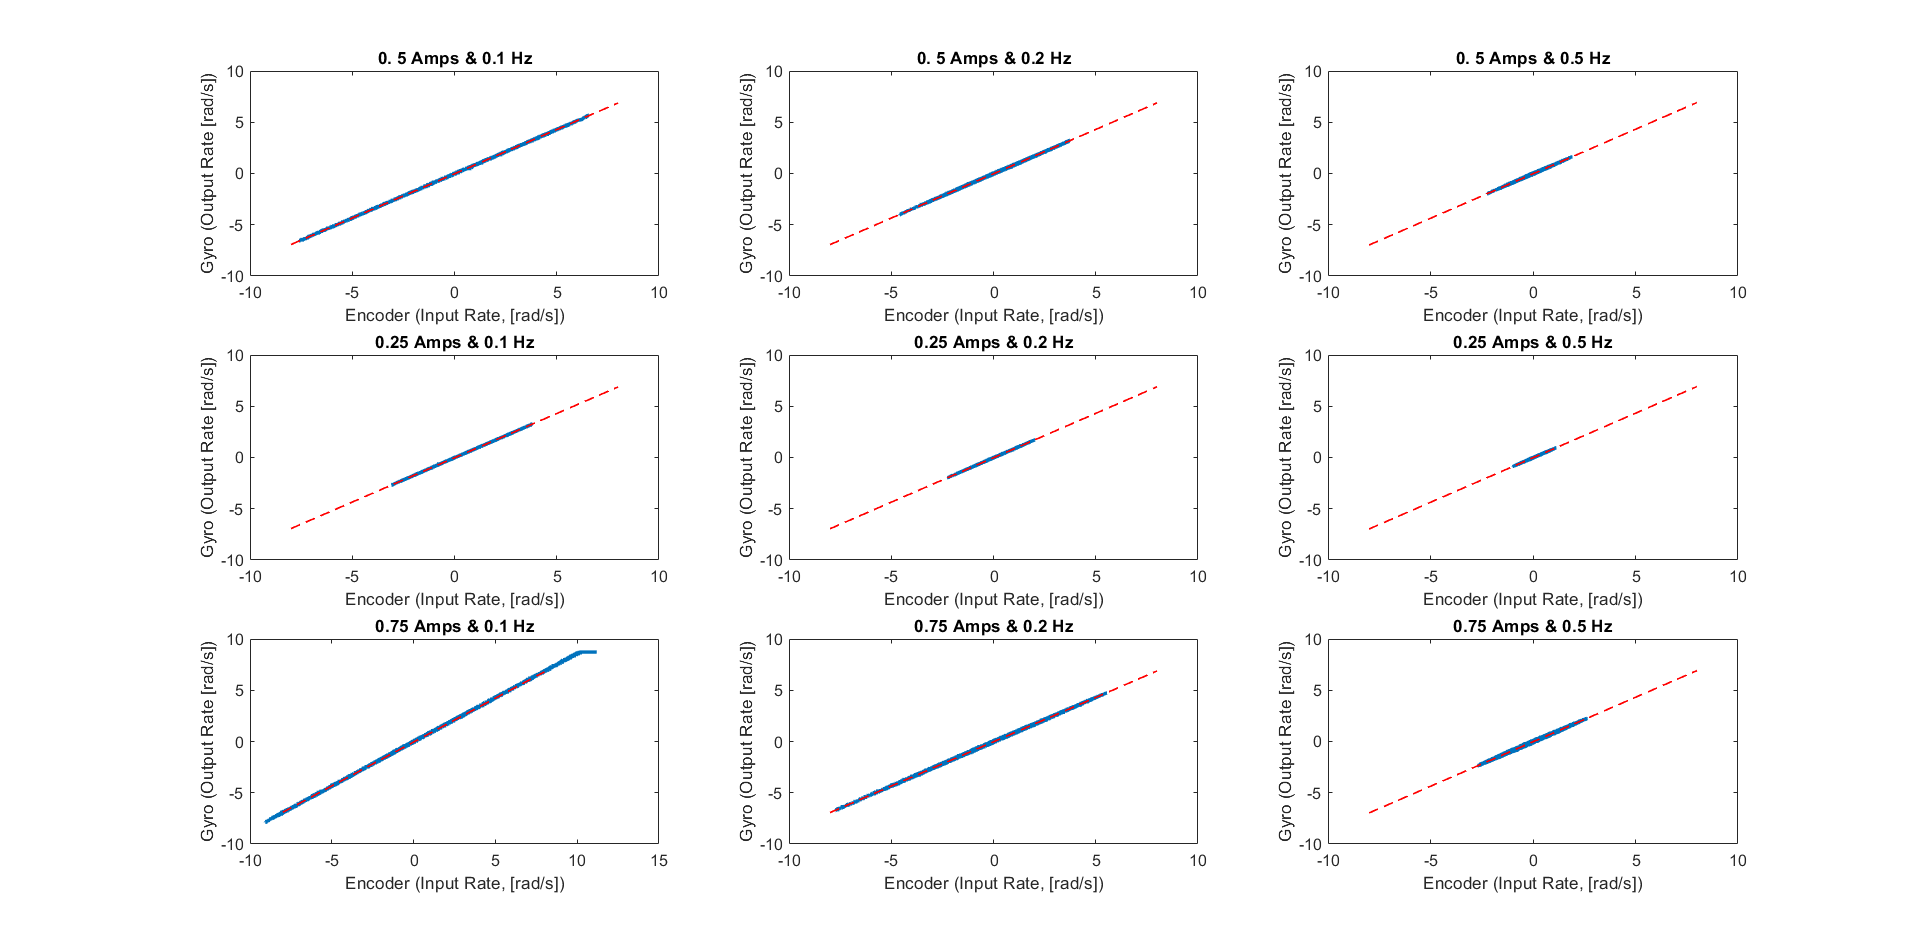 0. 5 Amps & 0.1 Hz
10
5
0
-5
-10
Gyro (Output Rate [rad/s])
-10 -5 0 5 10
Encoder (Input Rate, [rad/s])
0. 5 Amps & 0.2 Hz
10
5
0
-5
-10
Gyro (Output Rate [rad/s])
-10 -5 0 5 10
Encoder (Input Rate, [rad/s])
0. 5 Amps & 0.5 Hz
10
5
0
-5
-10
Gyro (Output Rate [rad/s])
-10 -5 0 5 10
Encoder (Input Rate, [rad/s])
0.25 Amps & 0.1 Hz
10
5
0
-5
-10
Gyro (Output Rate [rad/s])
-10 -5 0 5 10
Encoder (Input Rate, [rad/s])
0.25 Amps & 0.2 Hz
10
5
0
-5
-10
Gyro (Output Rate [rad/s])
-10 -5 0 5 10
Encoder (Input Rate, [rad/s])
0.25 Amps & 0.5 Hz
10
5
0
-5
-10
Gyro (Output Rate [rad/s])
-10 -5 0 5 10
Encoder (Input Rate, [rad/s])
0.75 Amps & 0.1 Hz
10
5
0
-5
-10
Gyro (Output Rate [rad/s])
-10 -5 0 5 10 15
Encoder (Input Rate, [rad/s])
0.75 Amps & 0.2 Hz
10
5
0
-5
-10
Gyro (Output Rate [rad/s])
-10 -5 0 5 10
Encoder (Input Rate, [rad/s])
0.75 Amps & 0.5 Hz
10
5
0
-5
-10
Gyro (Output Rate [rad/s])
-10 -5 0 5 10
Encoder (Input Rate, [rad/s])